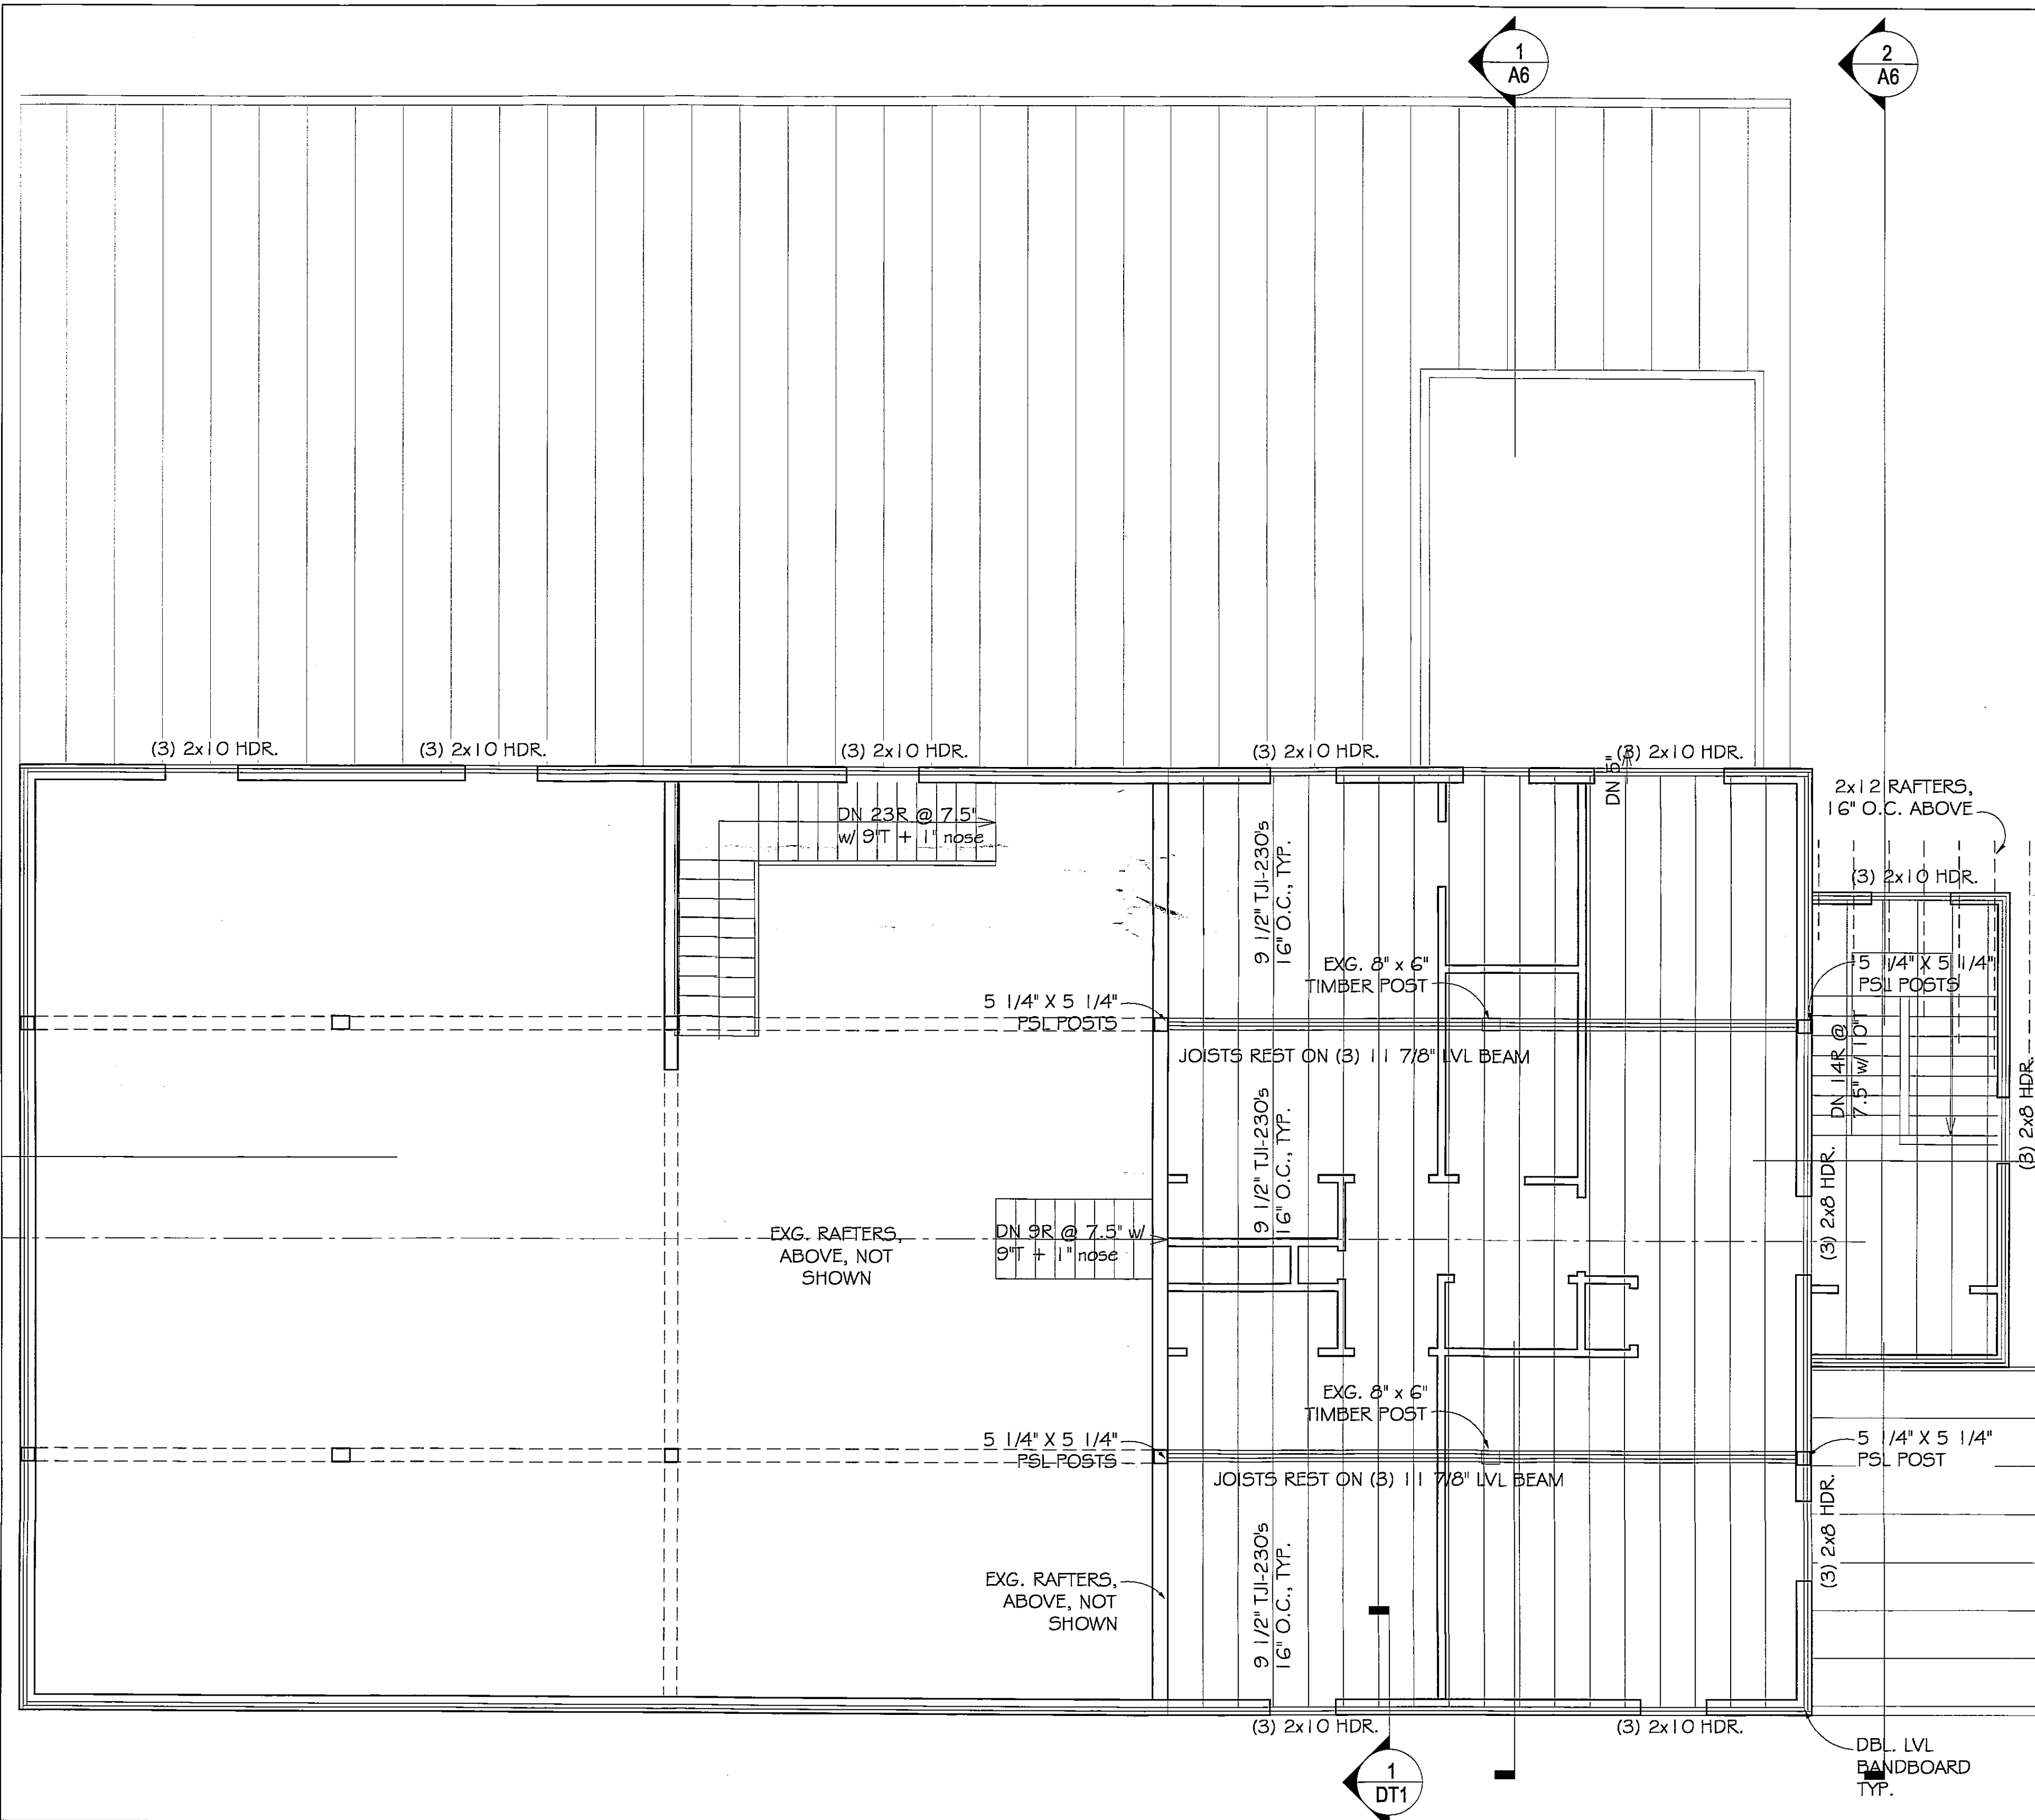 1
A6
2
A6
(3) 2x10 HDR.
(3) 2x10 HDR.
(3) 2x10 HDR.
(3) 2x10 HDR.
(3) 2x10 HDR.
DN 5"
2x12 RAFTERS,
16" O.C. ABOVE
(3) 2x10 HDR.
DN 23R @ 7.5"
w/ 9"T + 1" nose
9 1/2" TJI-230's
16" O.C., TYP.
EXG. 8" x 6"
TIMBER POST
5 1/4" X 5 1/4"
PSL POSTS
5 1/4" X 5 1/4"
PSL POSTS
JOISTS REST ON (3) 11 7/8" LVL BEAM
DN 14R @
7.5" w/ 10"T
(3) 2x8 HDR.
(3) 2x8 HDR.
9 1/2" TJI-230's
16" O.C., TYP.
EXG. RAFTERS,
ABOVE, NOT
SHOWN
DN 9R @ 7.5" w/
9"T + 1" nose
EXG. 8" x 6"
TIMBER POST
5 1/4" X 5 1/4"
PSL POSTS
5 1/4" X 5 1/4"
PSL POST
JOISTS REST ON (3) 11 7/8" LVL BEAM
(3) 2x8 HDR.
9 1/2" TJI-230's
16" O.C., TYP.
EXG. RAFTERS,
ABOVE, NOT
SHOWN
(3) 2x10 HDR.
(3) 2x10 HDR.
DBL. LVL
BANDBOARD
TYP.
1
DT1